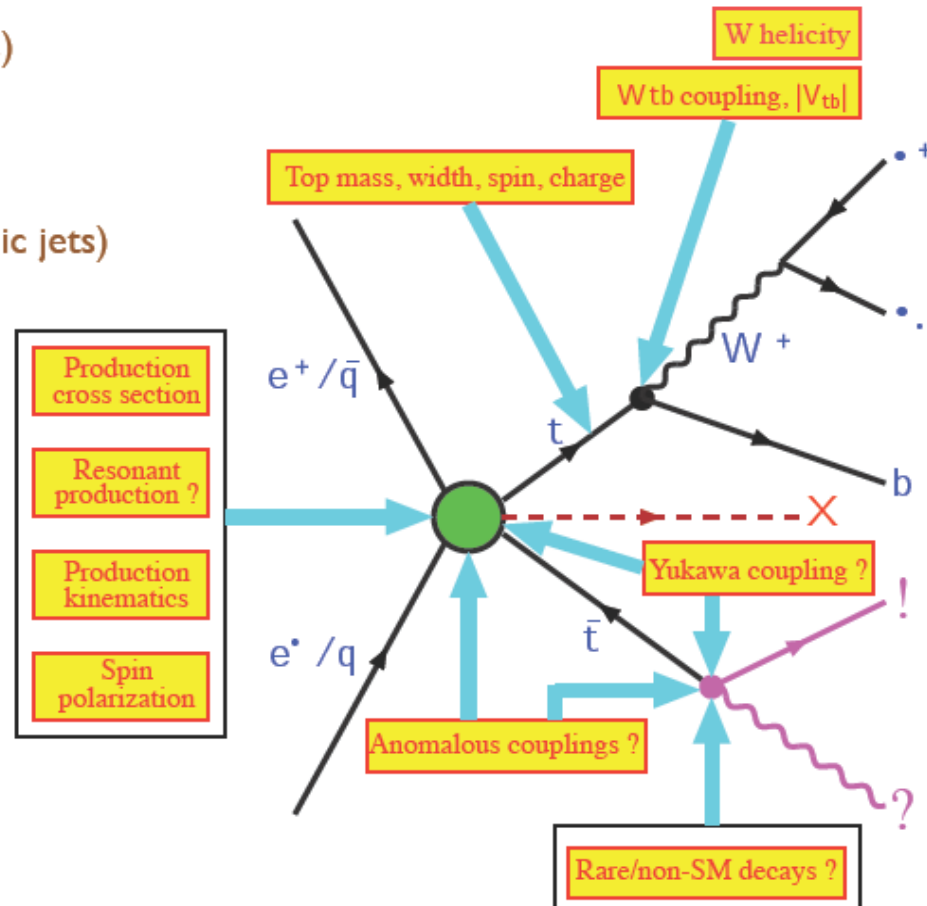 )
W helicity
Wtb coupling, |Vtb|
Top mass, width, spin, charge
ic jets)
•+
•.
W +
e+/q̄
t
b
Production
cross section
Resonant
production ?
Production
kinematics
Spin
polarization
X
Yukawa coupling ?
!
t̄
e•/q
Anomalous couplings ?
?
Rare/non-SM decays ?